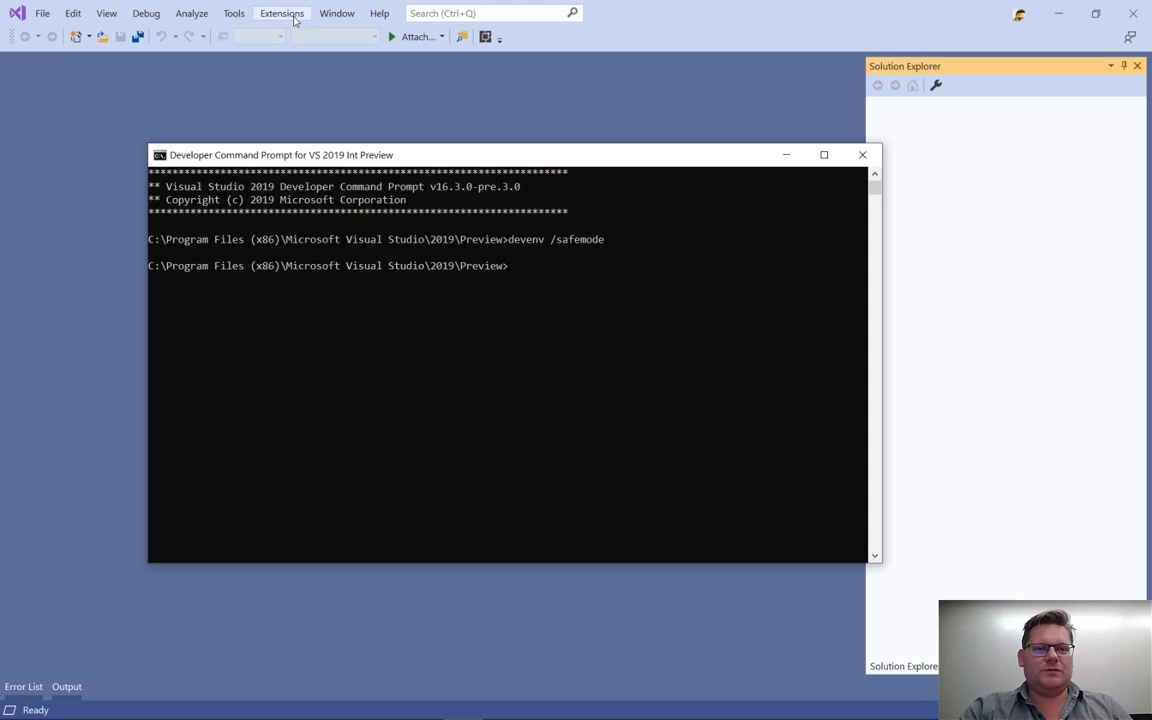 File Edit View Debug Analyze Tools Extensions Window Help Search (Ctrl+Q)
Attach...
Solution Explorer
Developer Command Prompt for VS 2019 Int Preview
**********************************************************************
** Visual Studio 2019 Developer Command Prompt v16.3.0-pre.3.0
** Copyright (c) 2019 Microsoft Corporation
**********************************************************************
C:\Program Files (x86)\Microsoft Visual Studio\2019\Preview>devenv /safemode
C:\Program Files (x86)\Microsoft Visual Studio\2019\Preview>
Solution Explore
Error List Output
Ready